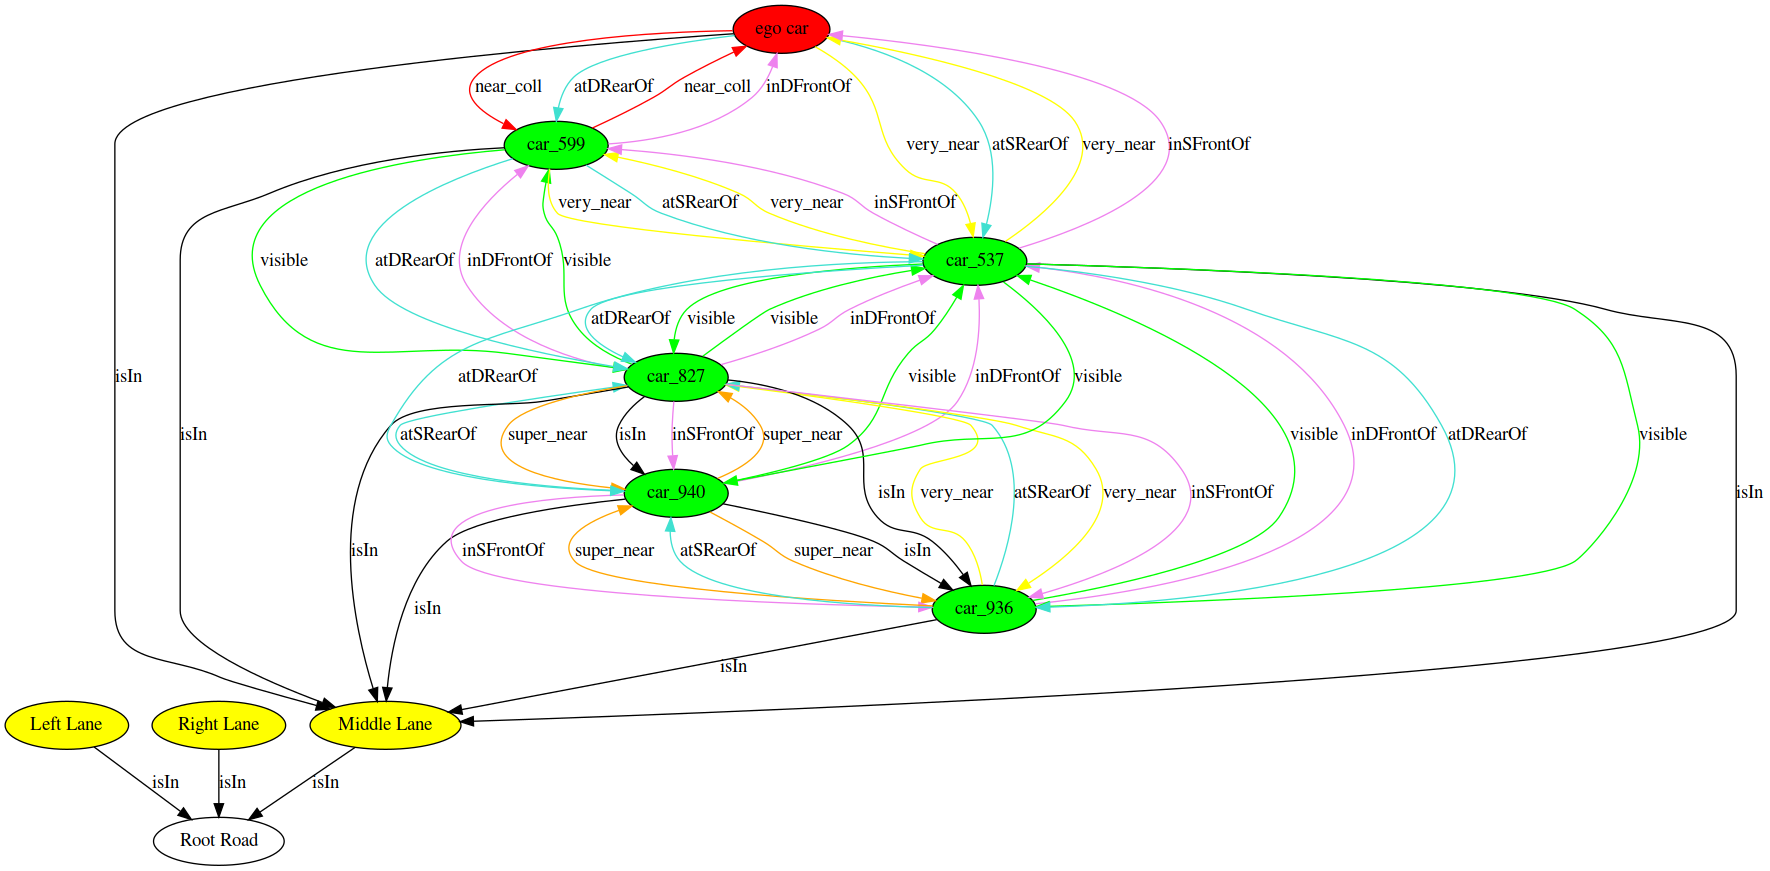 ego car
near_coll
atDRearOf
near_coll
inDFrontOf
car_599
very_near
atSRearOf
very_near
inSFrontOf
very_near
atSRearOf
very_near
inSFrontOf
visible
atDRearOf
inDFrontOf
visible
car_537
atDRearOf
visible
visible
inDFrontOf
isIn
atDRearOf
car_827
visible
inDFrontOf
visible
isIn
atSRearOf
super_near
isIn
inSFrontOf
super_near
visible
inDFrontOf
atDRearOf
visible
car_940
isIn
very_near
atSRearOf
very_near
inSFrontOf
isIn
isIn
inSFrontOf
super_near
atSRearOf
super_near
isIn
isIn
car_936
isIn
Left Lane
Right Lane
Middle Lane
isIn
isIn
isIn
Root Road